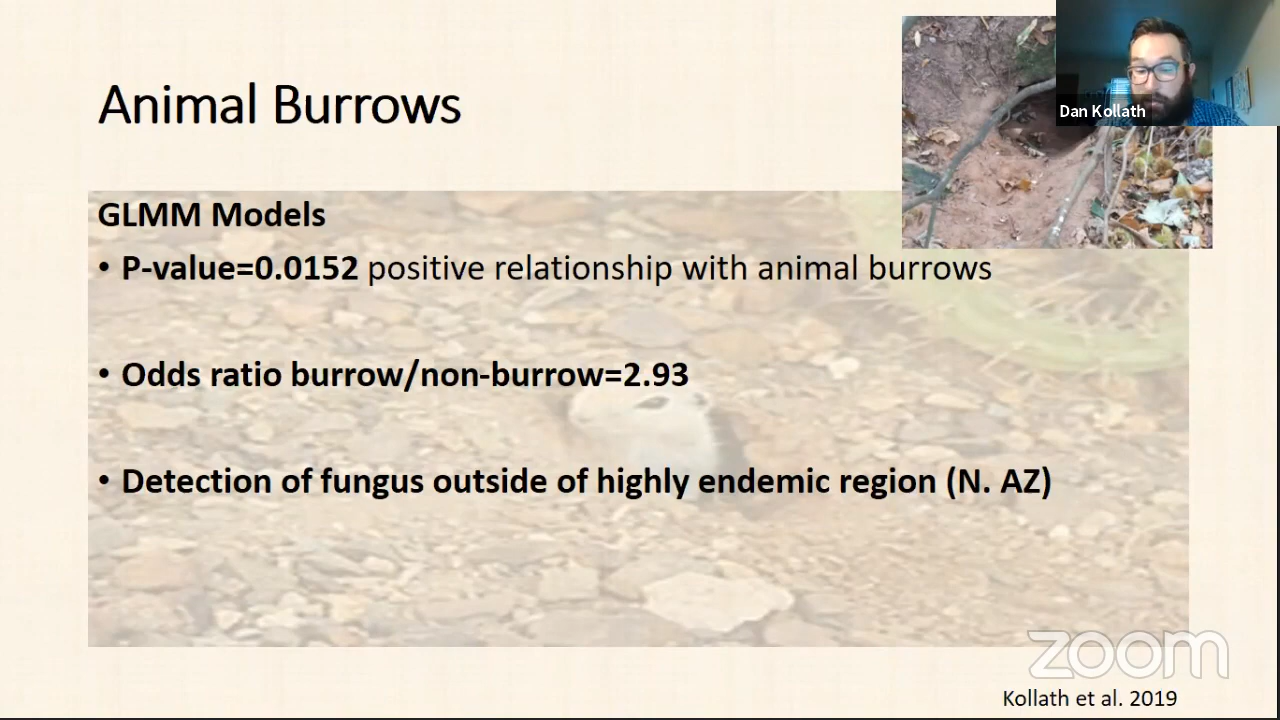 Animal Burrows
Dan Kollath
GLMM Models
• P-value=0.0152 positive relationship with animal burrows
• Odds ratio burrow/non-burrow=2.93
• Detection of fungus outside of highly endemic region (N. AZ)
zoom
Kollath et al. 2019